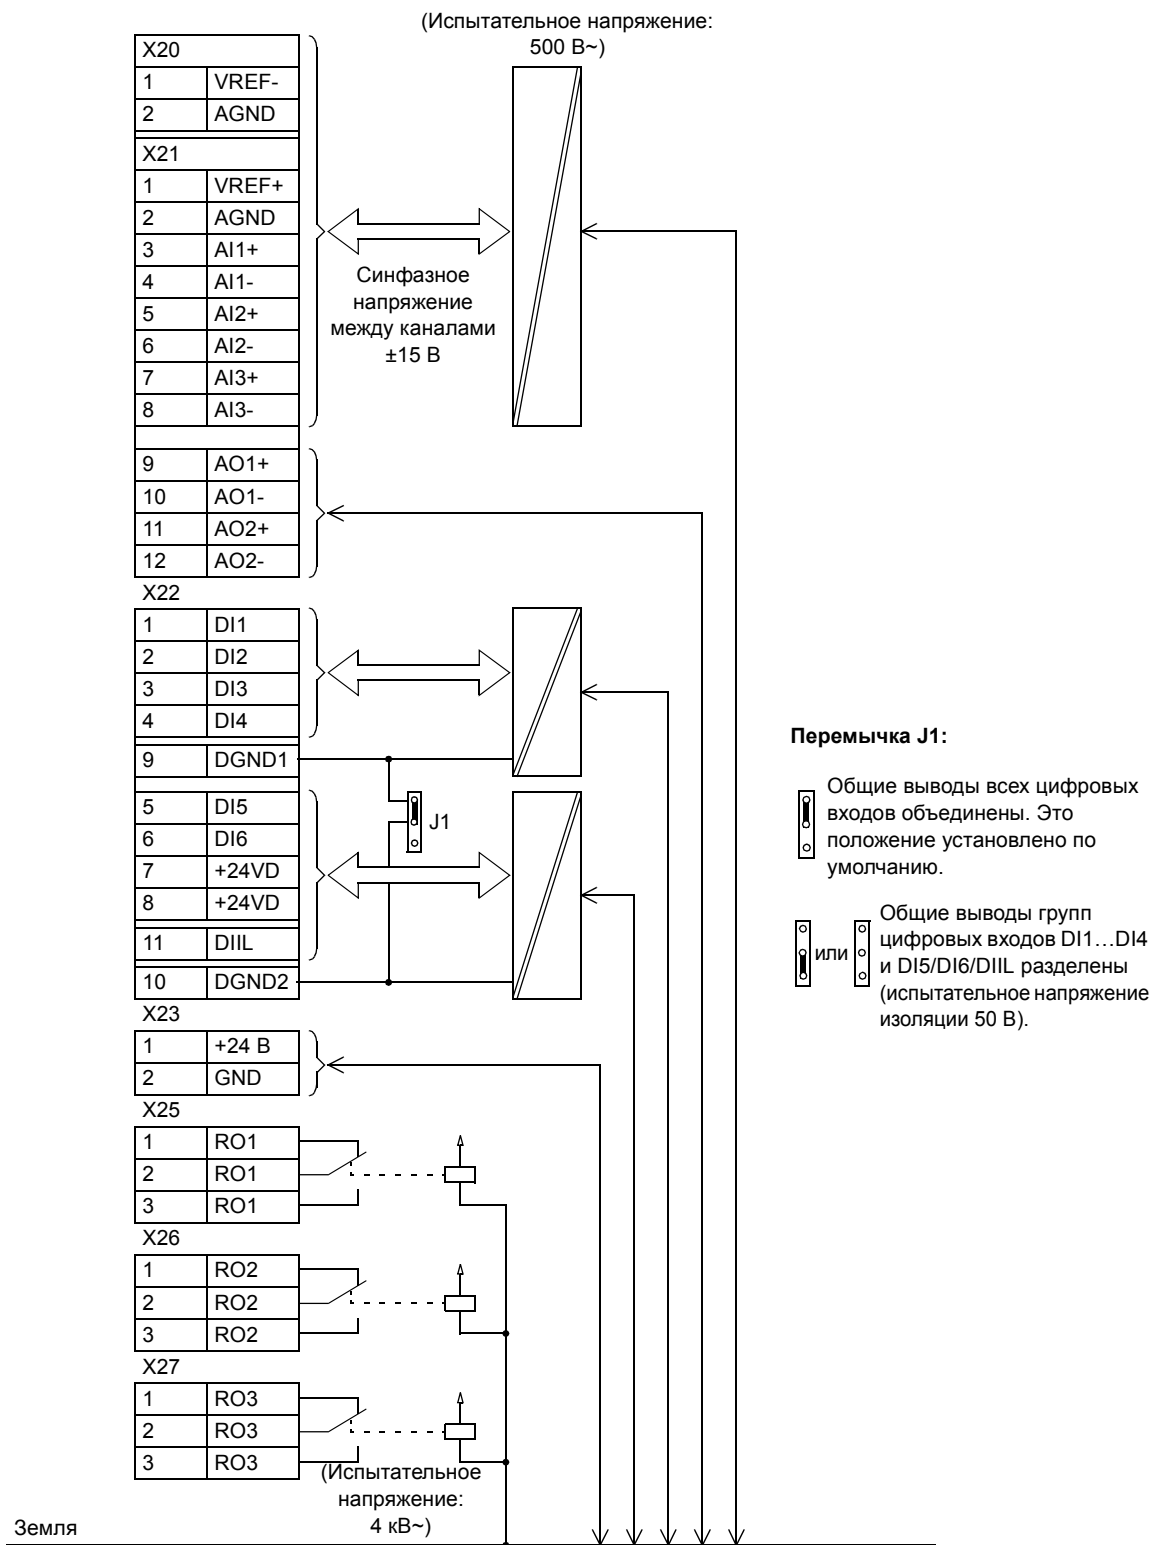 (Испытательное напряжение:
500 В~)
X20
1 VREF-
2 AGND
X21
1 VREF+
2 AGND
3 AI1+
4 AI1-
5 AI2+
6 AI2-
7 AI3+
8 AI3-
Синфазное
напряжение
между каналами
±15 В
9 AO1+
10 AO1-
11 AO2+
12 AO2-
X22
1 DI1
2 DI2
3 DI3
4 DI4
9 DGND1
5 DI5
6 DI6
7 +24VD
8 +24VD
11 DIIL
10 DGND2
J1
Перемычка J1:
Общие выводы всех цифровых
входов объединены. Это
положение установлено по
умолчанию.
или
Общие выводы групп
цифровых входов DI1…DI4
и DI5/DI6/DIIL разделены
(испытательное напряжение
изоляции 50 В).
X23
1 +24 В
2 GND
X25
1 RO1
2 RO1
3 RO1
X26
1 RO2
2 RO2
3 RO2
X27
1 RO3
2 RO3
3 RO3
(Испытательное
напряжение:
4 кВ~)
Земля